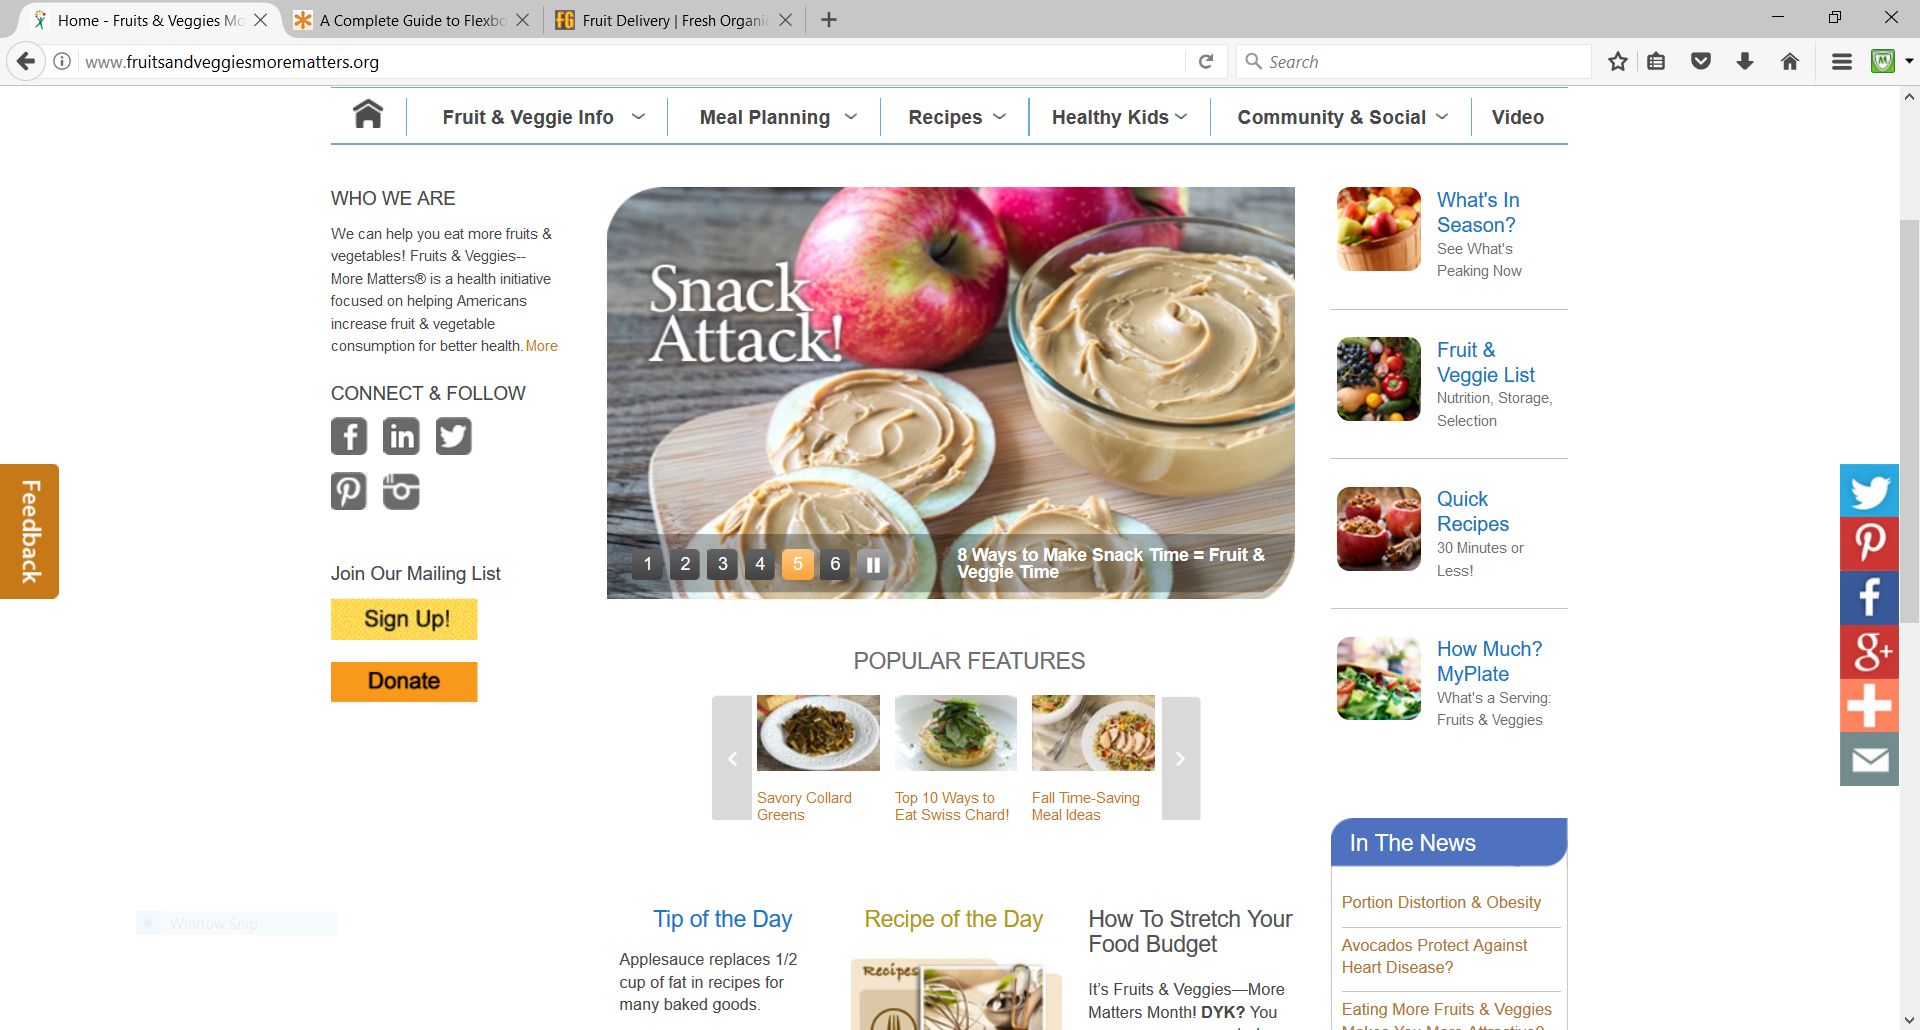 Home - Fruits & Veggies Mo
A Complete Guide to Flexbo
Fruit Delivery | Fresh Organic
www.fruitsandveggiesmorematters.org
Search
Fruit & Veggie Info
Meal Planning
Recipes
Healthy Kids
Community & Social
Video
WHO WE ARE
We can help you eat more fruits &
vegetables! Fruits & Veggies--
More Matters® is a health initiative
focused on helping Americans
increase fruit & vegetable
consumption for better health. More
CONNECT & FOLLOW
Join Our Mailing List
Sign Up!
Donate
Feedback
Snack
Attack!
1 2 3 4 5 6
8 Ways to Make Snack Time = Fruit &
Veggie Time
POPULAR FEATURES
Savory Collard
Greens
Top 10 Ways to
Eat Swiss Chard!
Fall Time-Saving
Meal Ideas
What's In
Season?
See What's
Peaking Now
Fruit &
Veggie List
Nutrition, Storage,
Selection
Quick
Recipes
30 Minutes or
Less!
How Much?
MyPlate
What's a Serving:
Fruits & Veggies
In The News
Portion Distortion & Obesity
Avocados Protect Against
Heart Disease?
Eating More Fruits & Veggies
Makes You More Attractive?
Window Snip
Tip of the Day
Applesauce replaces 1/2
cup of fat in recipes for
many baked goods.
Recipe of the Day
Recipes
How To Stretch Your
Food Budget
It's Fruits & Veggies—More
Matters Month! DYK? You